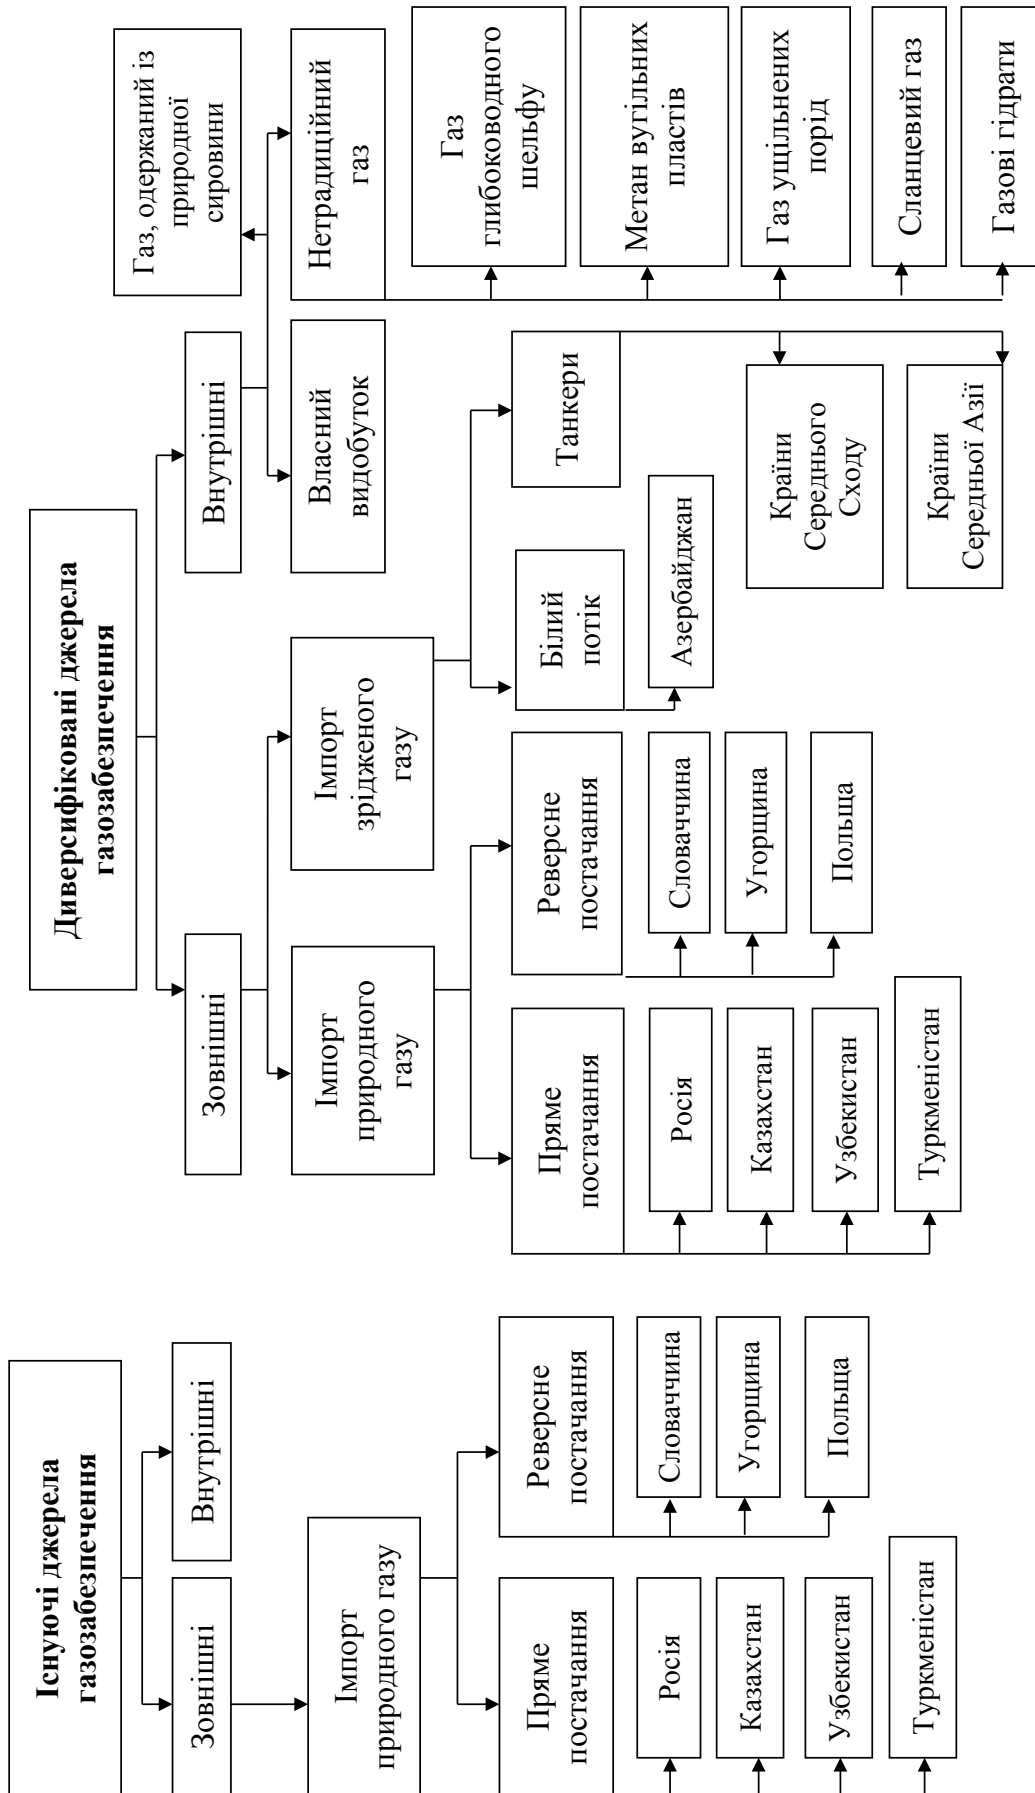 Існуючі джерела
газозабезпечення
Зовнішні
Внутрішні
Імпорт
природного газу
Пряме
постачання
Реверсне
постачання
Росія
Казахстан
Узбекистан
Туркменістан
Словаччина
Угорщина
Польща
Диверсифіковані джерела
газозабезпечення
Зовнішні
Внутрішні
Імпорт
природного
газу
Імпорт
зрідженого
газу
Власний
видобуток
Нетрадиційний
газ
Газ, одержаний із
природної
сировини
Пряме
постачання
Реверсне
постачання
Білий
потік
Танкери
Росія
Казахстан
Узбекистан
Туркменістан
Словаччина
Угорщина
Польща
Азербайджан
Країни
Середнього
Сходу
Країни
Середньої Азії
Газ
глибоководного
шельфу
Метан вугільних
пластів
Газ ущільнених
порід
Сланцевий газ
Газові гідрати